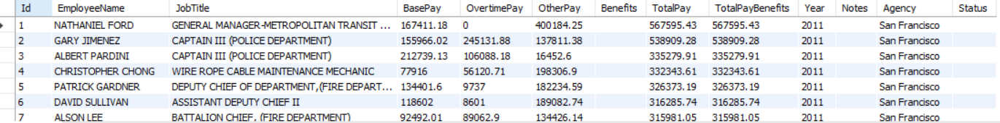 Id EmployeeName JobTitle BasePay OvertimePay OtherPay Benefits TotalPay TotalPayBenefits Year Notes Agency Status
1 NATHANIEL FORD GENERAL MANAGER-METROPOLITAN TRANSIT ... 167411.18 0 400184.25 567595.43 567595.43 2011 San Francisco
2 GARY JIMENEZ CAPTAIN III (POLICE DEPARTMENT) 155966.02 245131.88 137811.38 538909.28 538909.28 2011 San Francisco
3 ALBERT PARDINI CAPTAIN III (POLICE DEPARTMENT) 212739.13 106088.18 16452.6 335279.91 335279.91 2011 San Francisco
4 CHRISTOPHER CHONG WIRE ROPE CABLE MAINTENANCE MECHANIC 77916 56120.71 198306.9 332343.61 332343.61 2011 San Francisco
5 PATRICK GARDNER DEPUTY CHIEF OF DEPARTMENT,(FIRE DEPART... 134401.6 9737 182234.59 326373.19 326373.19 2011 San Francisco
6 DAVID SULLIVAN ASSISTANT DEPUTY CHIEF II 118602 8601 189082.74 316285.74 316285.74 2011 San Francisco
7 ALSON LEE BATTALION CHIEF, (FIRE DEPARTMENT) 92492.01 89062.9 134426.14 315981.05 315981.05 2011 San Francisco